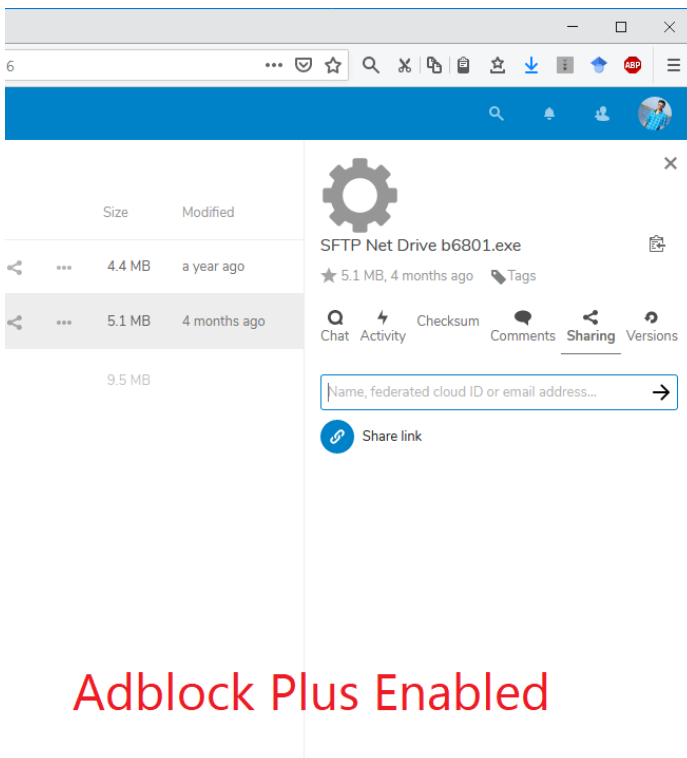 6
ABP
Size Modified
4.4 MB a year ago
5.1 MB 4 months ago
9.5 MB
SFTP Net Drive b6801.exe
5.1 MB, 4 months ago Tags
Chat Activity Checksum Comments Sharing Versions
Name, federated cloud ID or email address...
Share link
Adblock Plus Enabled